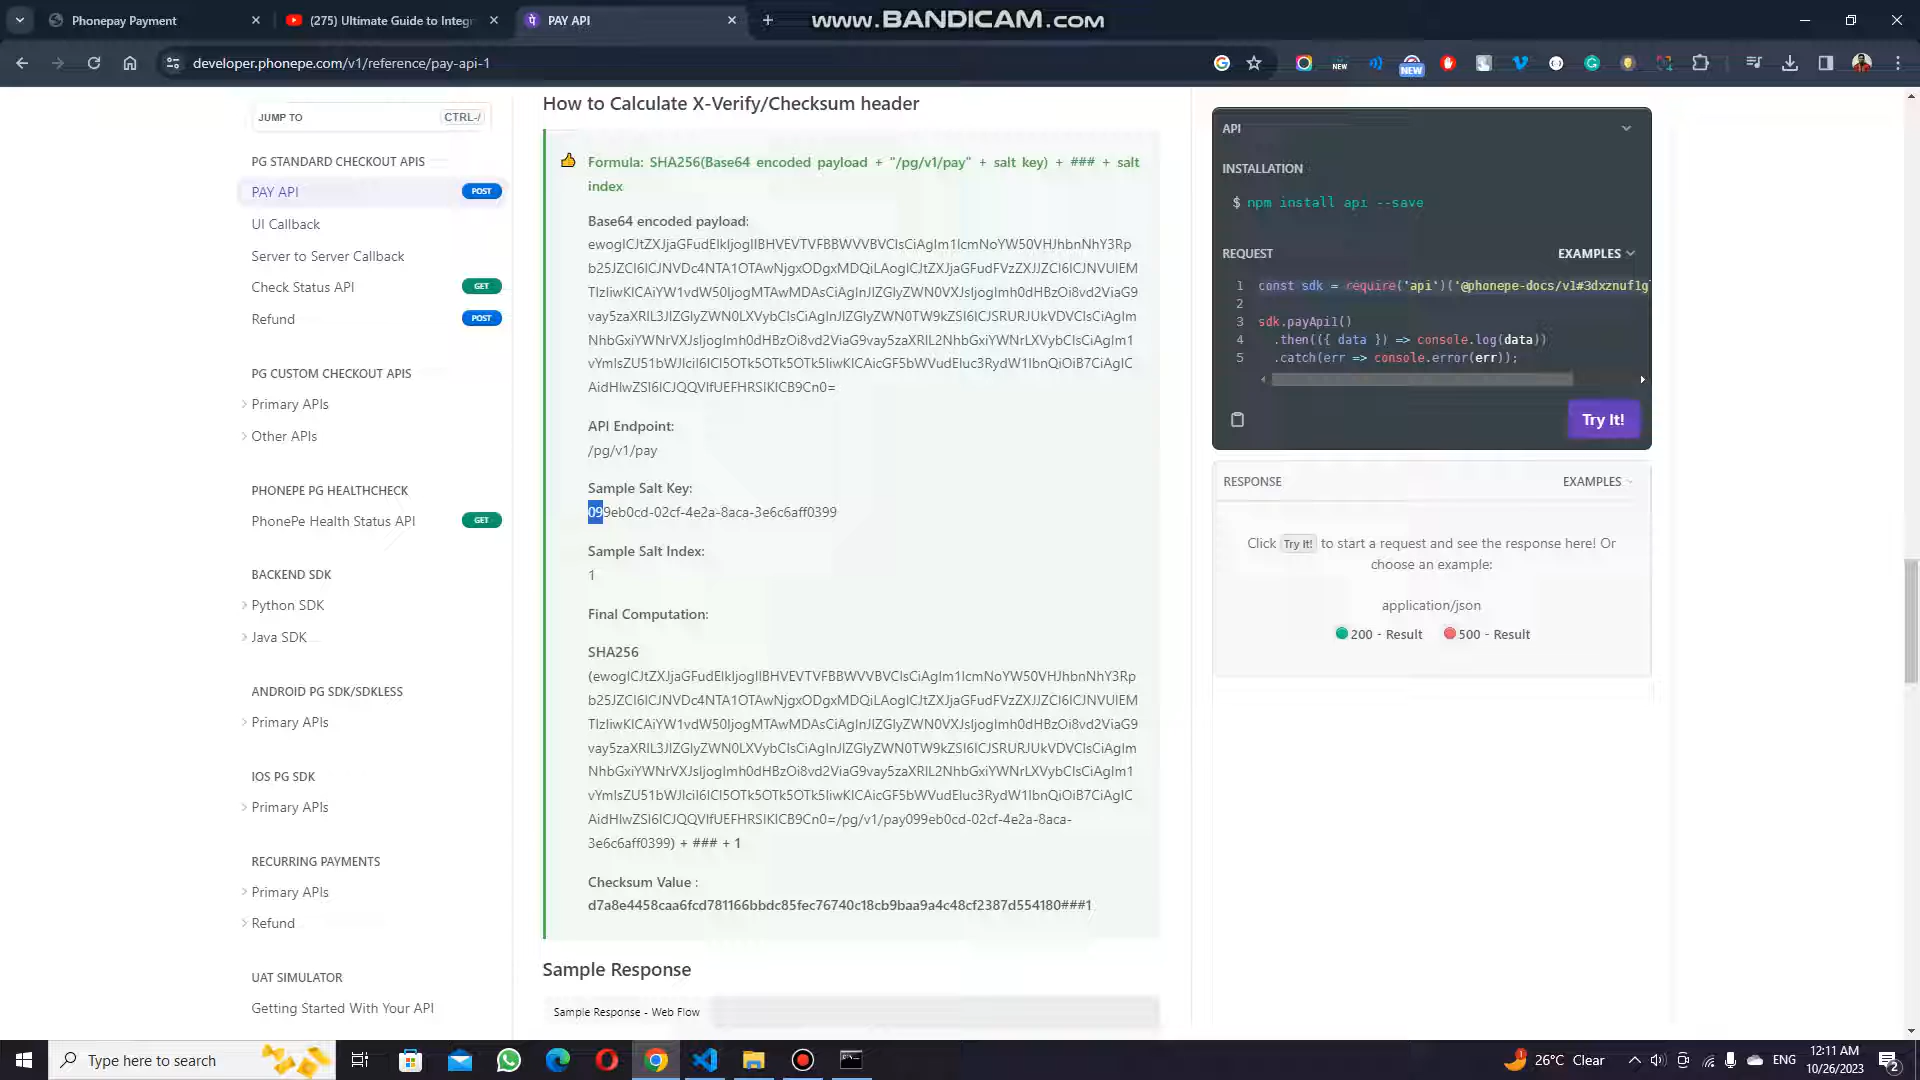 Phonepay Payment
(275) Ultimate Guide to Integr
PAY API
www.BANDICAM.com
developer.phonepe.com/v1/reference/pay-api-1
NEW
NEW
JUMP TO
CTRL-/
PG STANDARD CHECKOUT APIS
PAY API
POST
UI Callback
Server to Server Callback
Check Status API
GET
Refund
POST
PG CUSTOM CHECKOUT APIS
Primary APIs
Other APIs
PHONEPE PG HEALTHCHECK
PhonePe Health Status API
GET
BACKEND SDK
Python SDK
Java SDK
ANDROID PG SDK/SDKLESS
Primary APIs
IOS PG SDK
Primary APIs
RECURRING PAYMENTS
Primary APIs
Refund
UAT SIMULATOR
Getting Started With Your API
How to Calculate X-Verify/Checksum header
Formula: SHA256(Base64 encoded payload + "/pg/v1/pay" + salt key) + ### + salt
index
Base64 encoded payload:
API Endpoint:
/pg/v1/pay
Sample Salt Key:
099eb0cd-02cf-4e2a-8aca-3e6c6aff0399
Sample Salt Index:
1
Final Computation:
SHA256
3e6c6aff0399) + ### + 1
Checksum Value :
d7a8e4458caa6fcd781166bbdc85fec76740c18cb9baa9a4c48cf2387d554180###1
Sample Response
Sample Response - Web Flow
API
INSTALLATION
$ npm install api --save
REQUEST
EXAMPLES
1 const sdk = require('api')('@phonepe-docs/v1#3dxznuf1g
2
3 sdk.payApi1()
4 .then(({ data }) => console.log(data))
5 .catch(err => console.error(err));
Try It!
RESPONSE
EXAMPLES
Click Try It! to start a request and see the response here! Or
choose an example:
application/json
200 - Result
500 - Result
Type here to search
26°C Clear
ENG
12:11 AM
10/26/2023
2